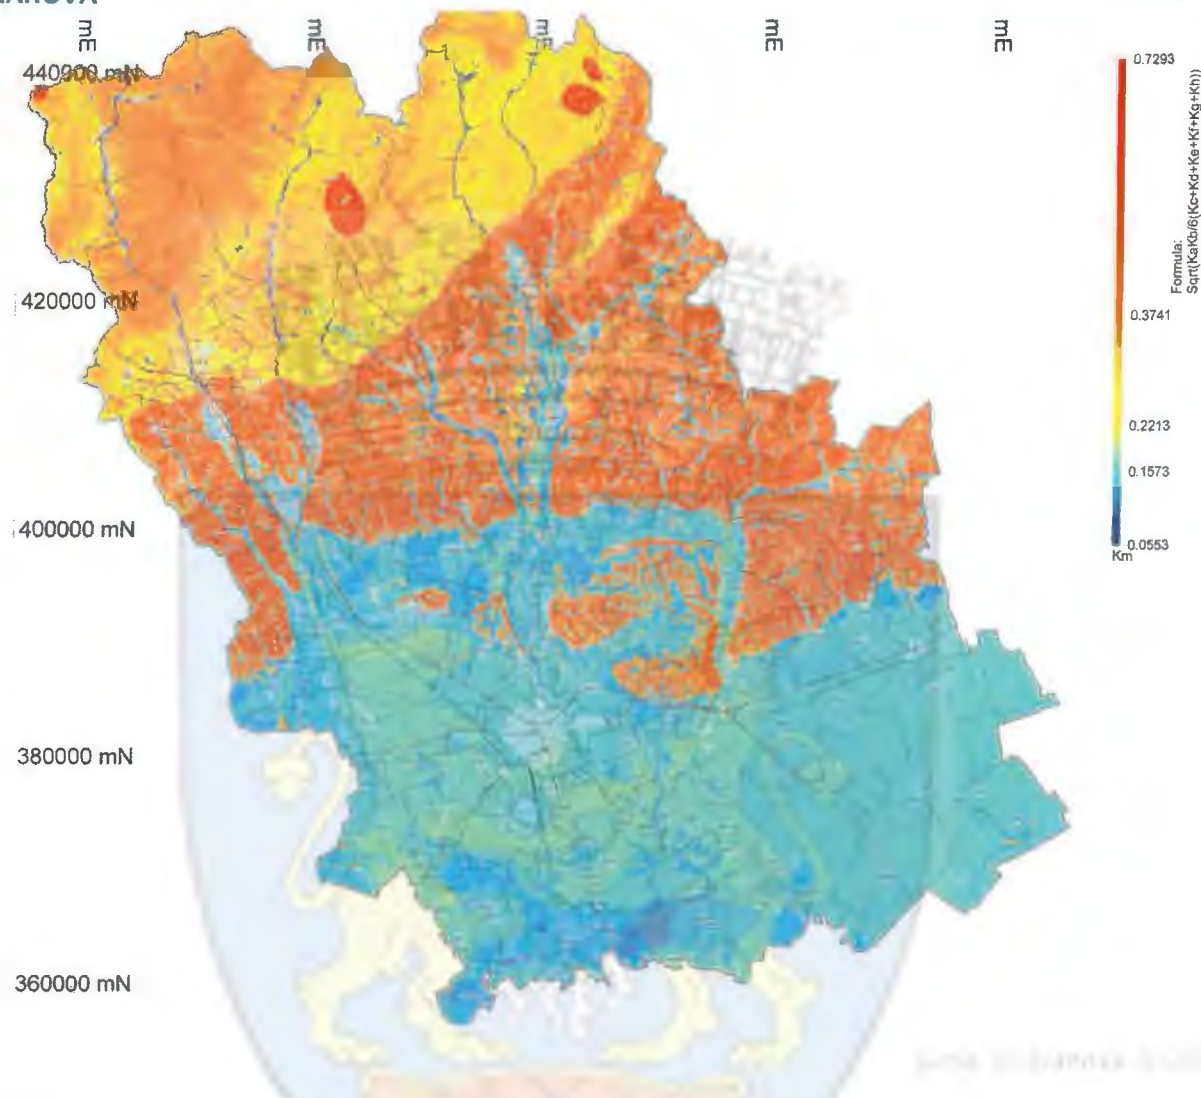 mE mE mE mE mE
440000 mN
420000 mN
400000 mN
380000 mN
360000 mN
0.7293
0.3741
0.2213
0.1573
0.0553
Km
Formula:
Sqrt(KaKb/6(Kc+Kd+Ke+Kf+Kg+Kh))